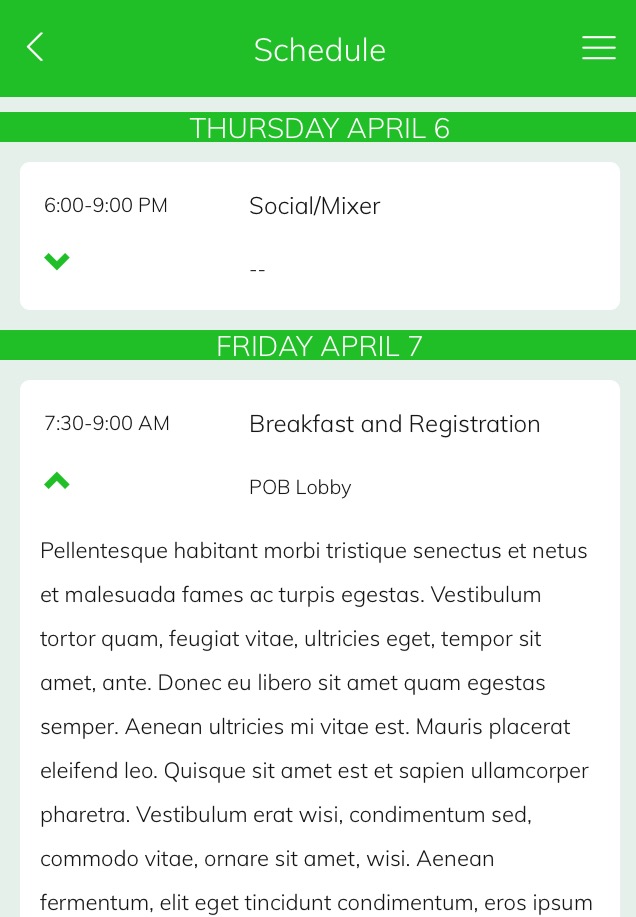 Schedule
THURSDAY APRIL 6
6:00-9:00 PM Social/Mixer
--
FRIDAY APRIL 7
7:30-9:00 AM Breakfast and Registration
POB Lobby
Pellentesque habitant morbi tristique senectus et netus
et malesuada fames ac turpis egestas. Vestibulum
tortor quam, feugiat vitae, ultricies eget, tempor sit
amet, ante. Donec eu libero sit amet quam egestas
semper. Aenean ultricies mi vitae est. Mauris placerat
eleifend leo. Quisque sit amet est et sapien ullamcorper
pharetra. Vestibulum erat wisi, condimentum sed,
commodo vitae, ornare sit amet, wisi. Aenean
fermentum, elit eget tincidunt condimentum, eros ipsum